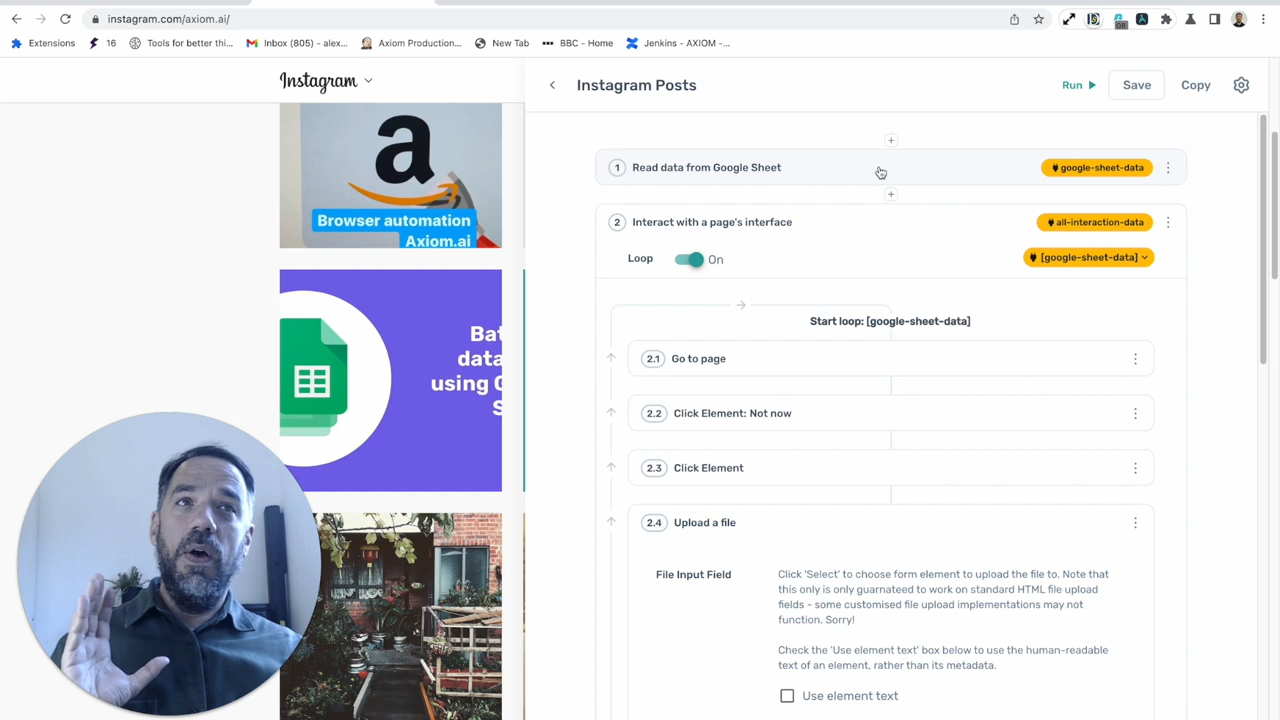 instagram.com/axiom.ai/
Extensions
16
Tools for better thi...
Inbox (805) - alex...
Axiom Production...
New Tab
BBC - Home
Jenkins - AXIOM -...
GB
Instagram
Instagram Posts
Run
Save
Copy
a
Browser automation
Axiom.ai
1 Read data from Google Sheet
google-sheet-data
2 Interact with a page's interface
all-interaction-data
Loop
On
[google-sheet-data]
Start loop: [google-sheet-data]
2.1 Go to page
2.2 Click Element: Not now
2.3 Click Element
2.4 Upload a file
File Input Field
Click 'Select' to choose form element to upload the file to. Note that
this only is only guarnateed to work on standard HTML file upload
fields - some customised file upload implementations may not
function. Sorry!
Check the 'Use element text' box below to use the human-readable
text of an element, rather than its metadata.
Use element text
Bat
data
using